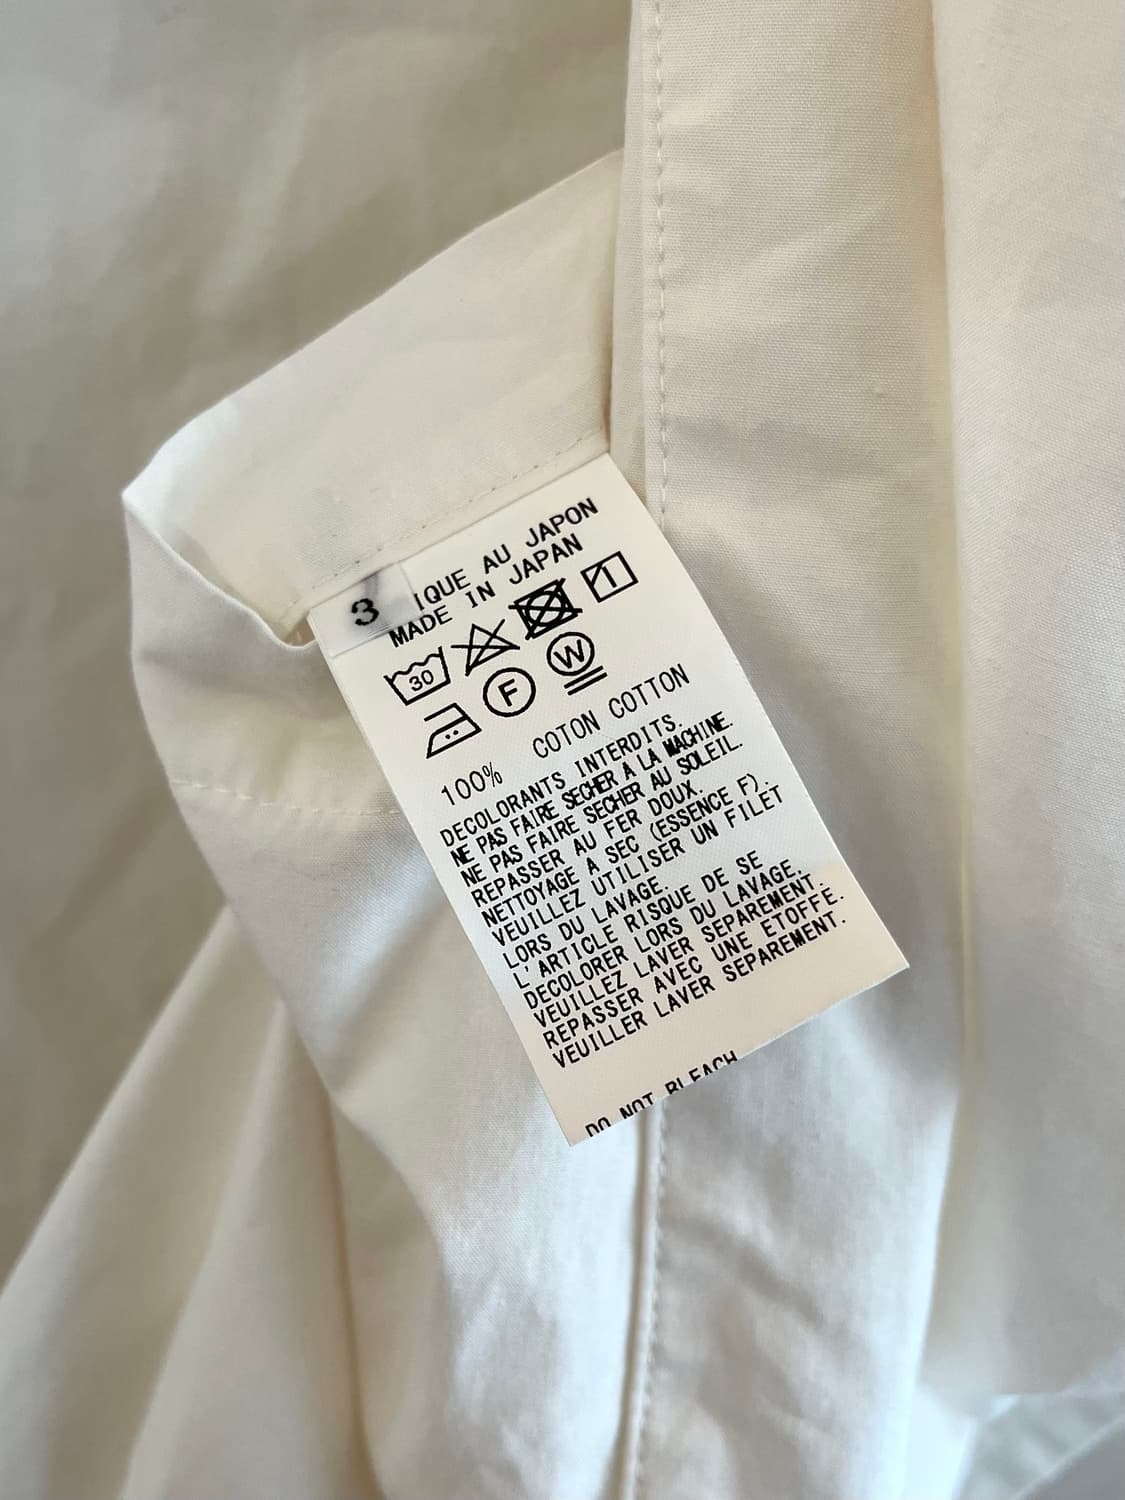 3
IQUE AU JAPON
MADE IN JAPAN
30
F
W
100% COTON COTTON
DECOLORANTS INTERDITS.
NE PAS FAIRE SECHER A LA MACHINE.
NE PAS FAIRE SECHER AU SOLEIL.
REPASSER AU FER DOUX.
NETTOYAGE A SEC (ESSENCE F).
VEUILLEZ UTILISER UN FILET
LORS DU LAVAGE.
L'ARTICLE RISQUE DE SE
DECOLORER LORS DU LAVAGE.
VEUILLEZ LAVER SEPAREMENT.
REPASSER AVEC UNE ETOFFE.
VEUILLER LAVER SEPAREMENT.
DO NOT BLEACH